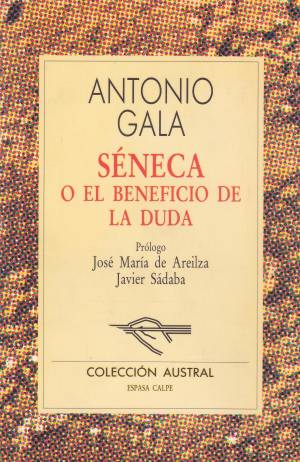 ANTONIO
GALA
SÉNECA
O EL BENEFICIO DE
LA DUDA
Prólogo
José María de Areilza
Javier Sádaba
COLECCIÓN AUSTRAL
ESPASA CALPE